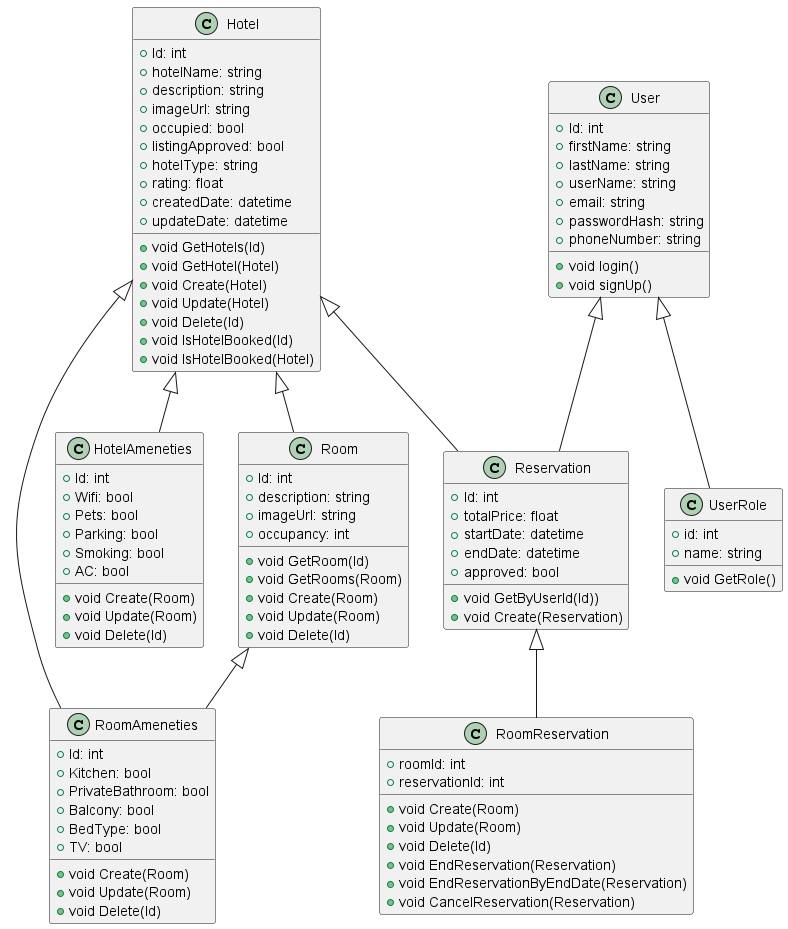 C Hotel
Id: int
hotelName: string
description: string
imageUrl: string
occupied: bool
listingApproved: bool
hotelType: string
rating: float
createdDate: datetime
updateDate: datetime
void GetHotels(Id)
void GetHotel(Hotel)
void Create(Hotel)
void Update(Hotel)
void Delete(Id)
void IsHotelBooked(Id)
void IsHotelBooked(Hotel)
C User
Id: int
firstName: string
lastName: string
userName: string
email: string
passwordHash: string
phoneNumber: string
void login()
void signUp()
C HotelAmeneties
Id: int
Wifi: bool
Pets: bool
Parking: bool
Smoking: bool
AC: bool
void Create(Room)
void Update(Room)
void Delete(Id)
C Room
Id: int
description: string
imageUrl: string
occupancy: int
void GetRoom(Id)
void GetRooms(Room)
void Create(Room)
void Update(Room)
void Delete(Id)
C Reservation
Id: int
totalPrice: float
startDate: datetime
endDate: datetime
approved: bool
void GetByUserId(Id))
void Create(Reservation)
C UserRole
id: int
name: string
void GetRole()
C RoomAmeneties
Id: int
Kitchen: bool
PrivateBathroom: bool
Balcony: bool
BedType: bool
TV: bool
void Create(Room)
void Update(Room)
void Delete(Id)
C RoomReservation
roomId: int
reservationId: int
void Create(Room)
void Update(Room)
void Delete(Id)
void EndReservation(Reservation)
void EndReservationByEndDate(Reservation)
void CancelReservation(Reservation)